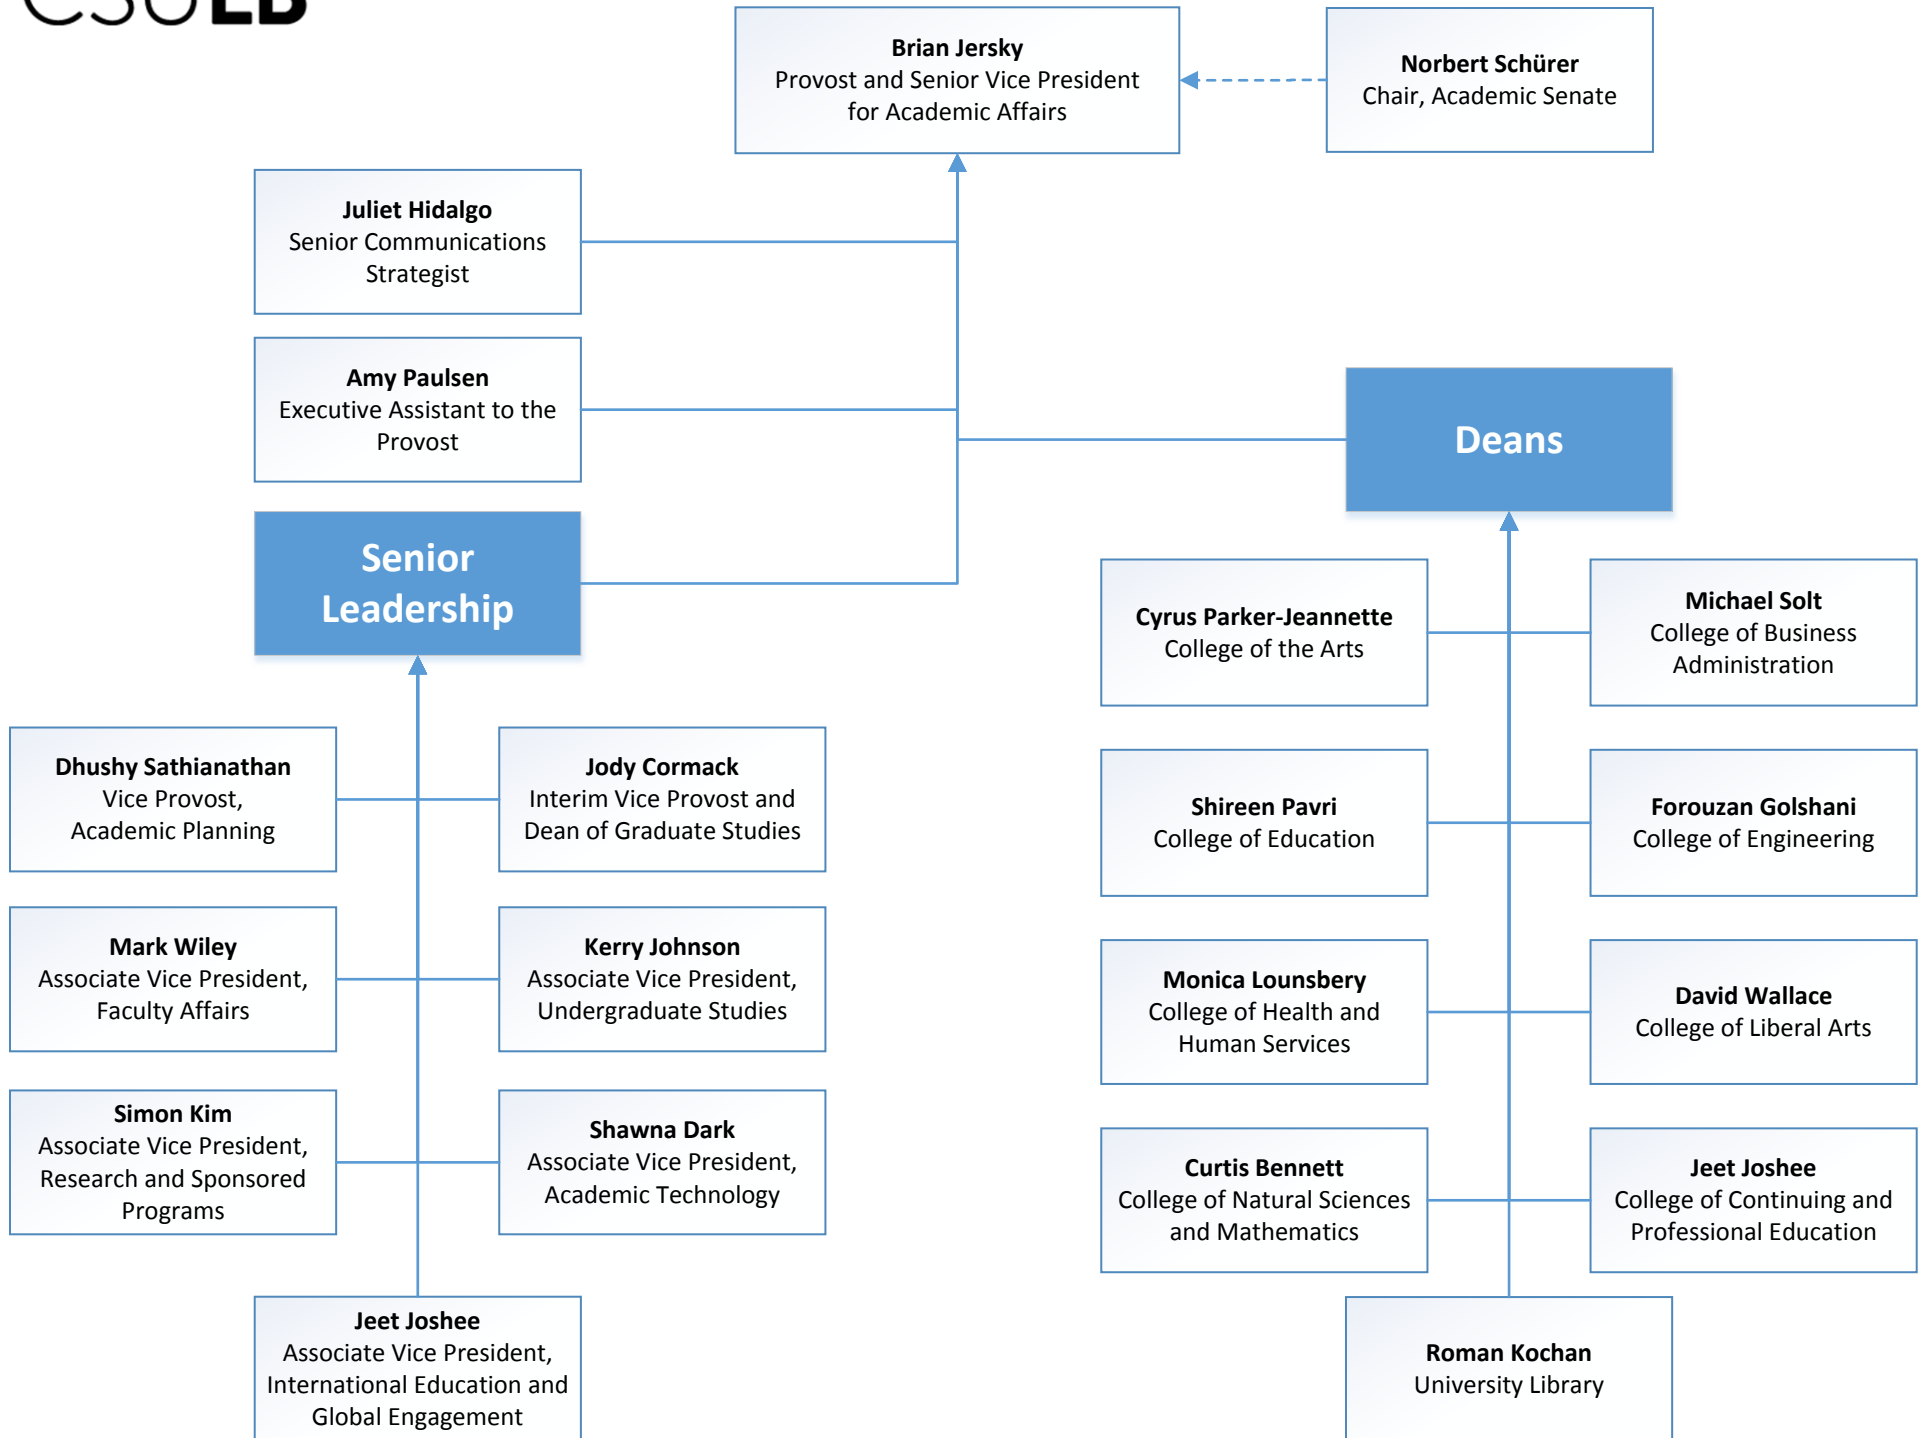 CSULB
Brian Jersky
Provost and Senior Vice President
for Academic Affairs
Norbert Schürer
Chair, Academic Senate
Juliet Hidalgo
Senior Communications
Strategist
Amy Paulsen
Executive Assistant to the
Provost
Senior
Leadership
Dhushy Sathianathan
Vice Provost,
Academic Planning
Jody Cormack
Interim Vice Provost and
Dean of Graduate Studies
Mark Wiley
Associate Vice President,
Faculty Affairs
Kerry Johnson
Associate Vice President,
Undergraduate Studies
Simon Kim
Associate Vice President,
Research and Sponsored
Programs
Shawna Dark
Associate Vice President,
Academic Technology
Jeet Joshee
Associate Vice President,
International Education and
Global Engagement
Deans
Cyrus Parker-Jeannette
College of the Arts
Michael Solt
College of Business
Administration
Shireen Pavri
College of Education
Forouzan Golshani
College of Engineering
Monica Lounsbery
College of Health and
Human Services
David Wallace
College of Liberal Arts
Curtis Bennett
College of Natural Sciences
and Mathematics
Jeet Joshee
College of Continuing and
Professional Education
Roman Kochan
University Library